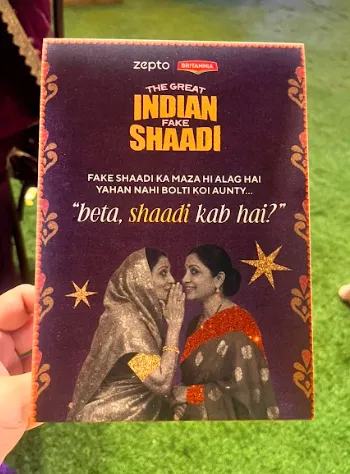 zepto BRITANNIA
THE GREAT
INDIAN
FAKE
SHAADI
FAKE SHAADI KA MAZA HI ALAG HAI
YAHAN NAHI BOLTI KOI AUNTY...
“beta, shaadi kab hai?”